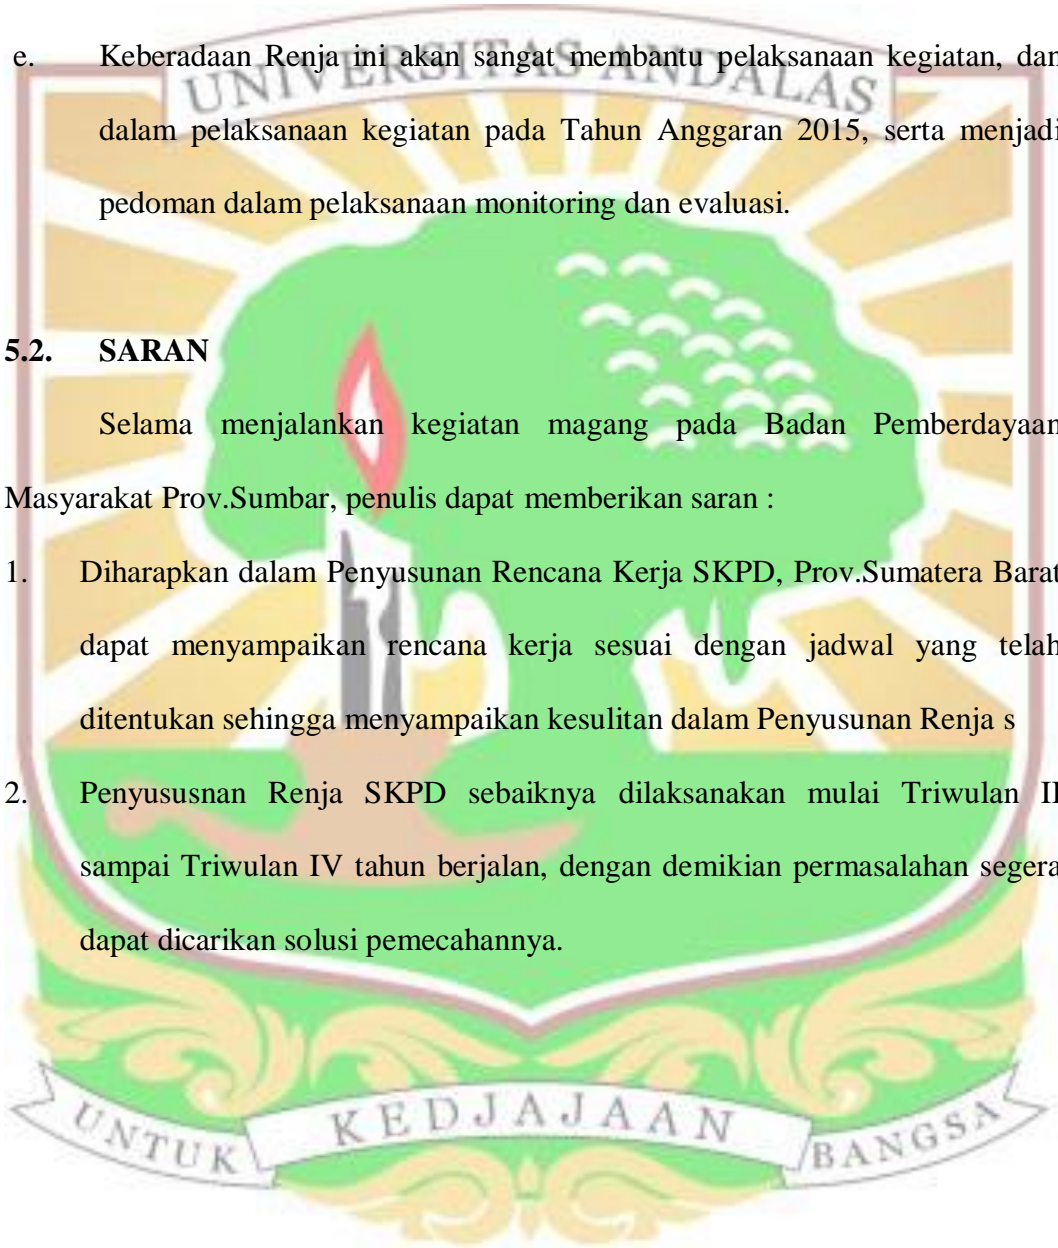 UNIVERSITAS ANDALAS
e. Keberadaan Renja ini akan sangat membantu pelaksanaan kegiatan, dan
dalam pelaksanaan kegiatan pada Tahun Anggaran 2015, serta menjadi
pedoman dalam pelaksanaan monitoring dan evaluasi.
5.2. SARAN
Selama menjalankan kegiatan magang pada Badan Pemberdayaan
Masyarakat Prov.Sumbar, penulis dapat memberikan saran :
1. Diharapkan dalam Penyusunan Rencana Kerja SKPD, Prov.Sumatera Barat
dapat menyampaikan rencana kerja sesuai dengan jadwal yang telah
ditentukan sehingga menyampaikan kesulitan dalam Penyusunan Renja s
2. Penyususnan Renja SKPD sebaiknya dilaksanakan mulai Triwulan II
sampai Triwulan IV tahun berjalan, dengan demikian permasalahan segera
dapat dicarikan solusi pemecahannya.
UNTUK KEDJAJAAN BANGSA